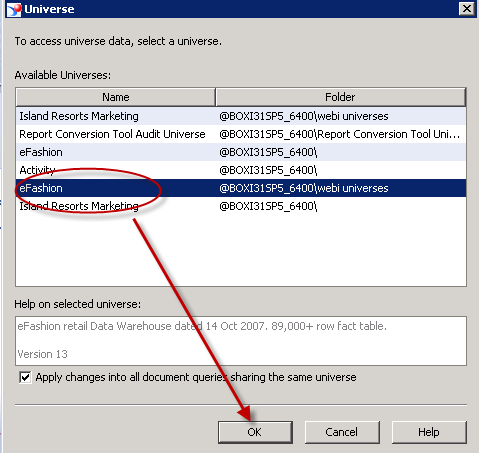 Universe
To access universe data, select a universe.
Available Universes:
Name Folder
Island Resorts Marketing @BOXI31SP5_6400\webi universes
Report Conversion Tool Audit Universe @BOXI31SP5_6400\Report Conversion Tool Uni...
eFashion @BOXI31SP5_6400\
Activity @BOXI31SP5_6400\
eFashion @BOXI31SP5_6400\webi universes
Island Resorts Marketing @BOXI31SP5_6400\
Help on selected universe:
eFashion retail Data Warehouse dated 14 Oct 2007. 89,000+ row fact table.
Version 13
Apply changes into all document queries sharing the same universe
OK Cancel Help